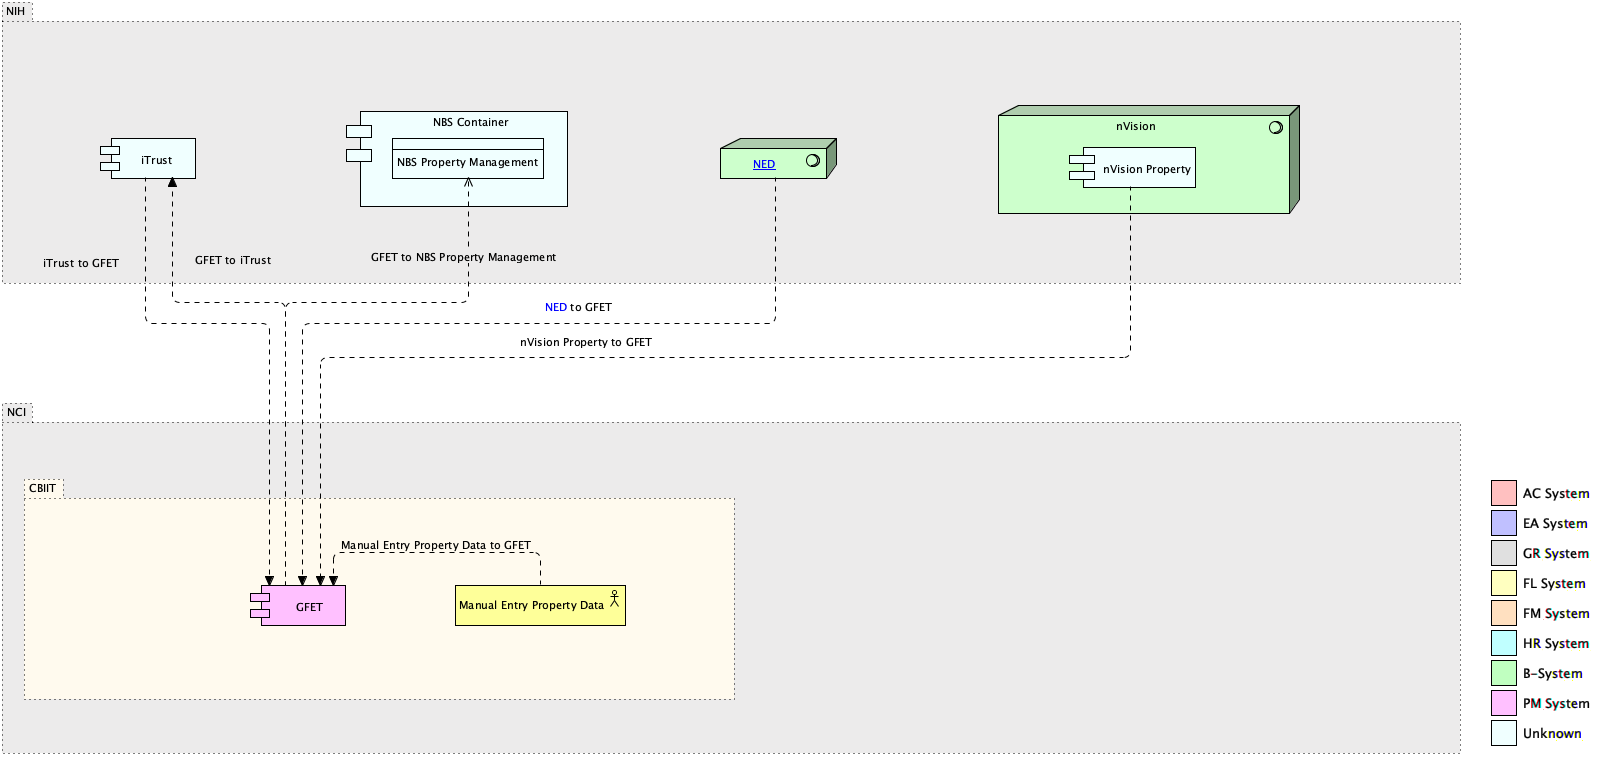 NIH
NBS Container
nVision
iTrust
NBS Property Management
NED
nVision Property
iTrust to GFET
GFET to iTrust
GFET to NBS Property Management
NED to GFET
nVision Property to GFET
NCI
CBIIT
Manual Entry Property Data to GFET
GFET
Manual Entry Property Data
AC System
EA System
GR System
FL System
FM System
HR System
B-System
PM System
Unknown